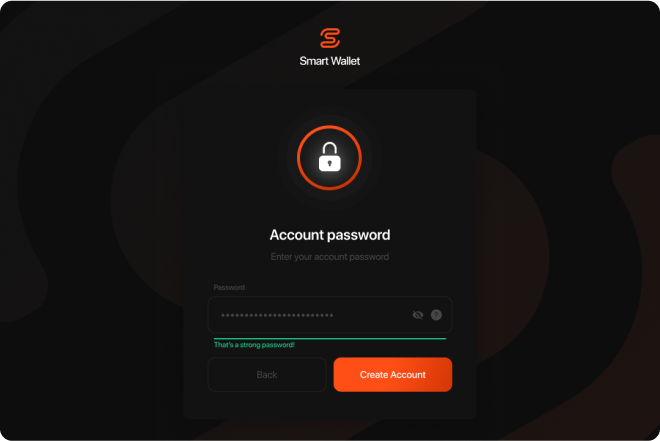 Smart Wallet
Account password
Enter your account password
Password
························
?
That's a strong password!
Back
Create Account